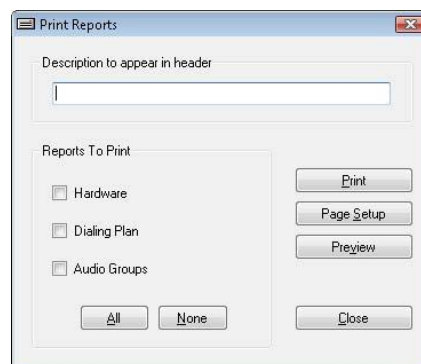 Print Reports
Description to appear in header
Reports To Print
Hardware
Dialing Plan
Audio Groups
All None
Print
Page Setup
Preview
Close